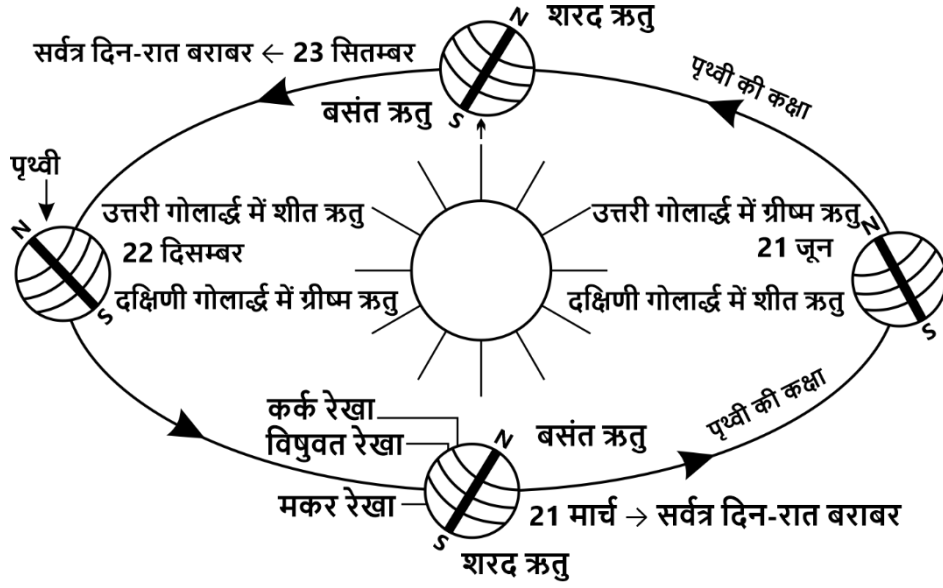 N शरद ऋतु
सर्वत्र दिन-रात बराबर ← 23 सितम्बर
पृथ्वी की कक्षा
बसंत ऋतु S
पृथ्वी
N
उत्तरी गोलार्द्ध में शीत ऋतु
22 दिसम्बर
S
दक्षिणी गोलार्द्ध में ग्रीष्म ऋतु
उत्तरी गोलार्द्ध में ग्रीष्म ऋतु
N
21 जून
दक्षिणी गोलार्द्ध में शीत ऋतु
S
पृथ्वी की कक्षा
कर्क रेखा
विषुवत रेखा
मकर रेखा
N बसंत ऋतु
21 मार्च → सर्वत्र दिन-रात बराबर
S
शरद ऋतु